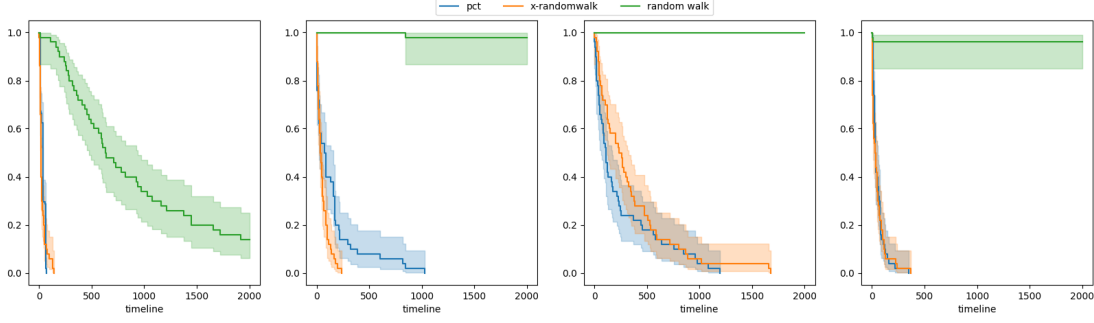 pct x-randomwalk random walk
1.0 1.0 1.0 1.0
0.8 0.8 0.8 0.8
0.6 0.6 0.6 0.6
0.4 0.4 0.4 0.4
0.2 0.2 0.2 0.2
0.0 0.0 0.0 0.0
0 500 1000 1500 2000 0 500 1000 1500 2000 0 500 1000 1500 2000 0 500 1000 1500 2000
timeline timeline timeline timeline